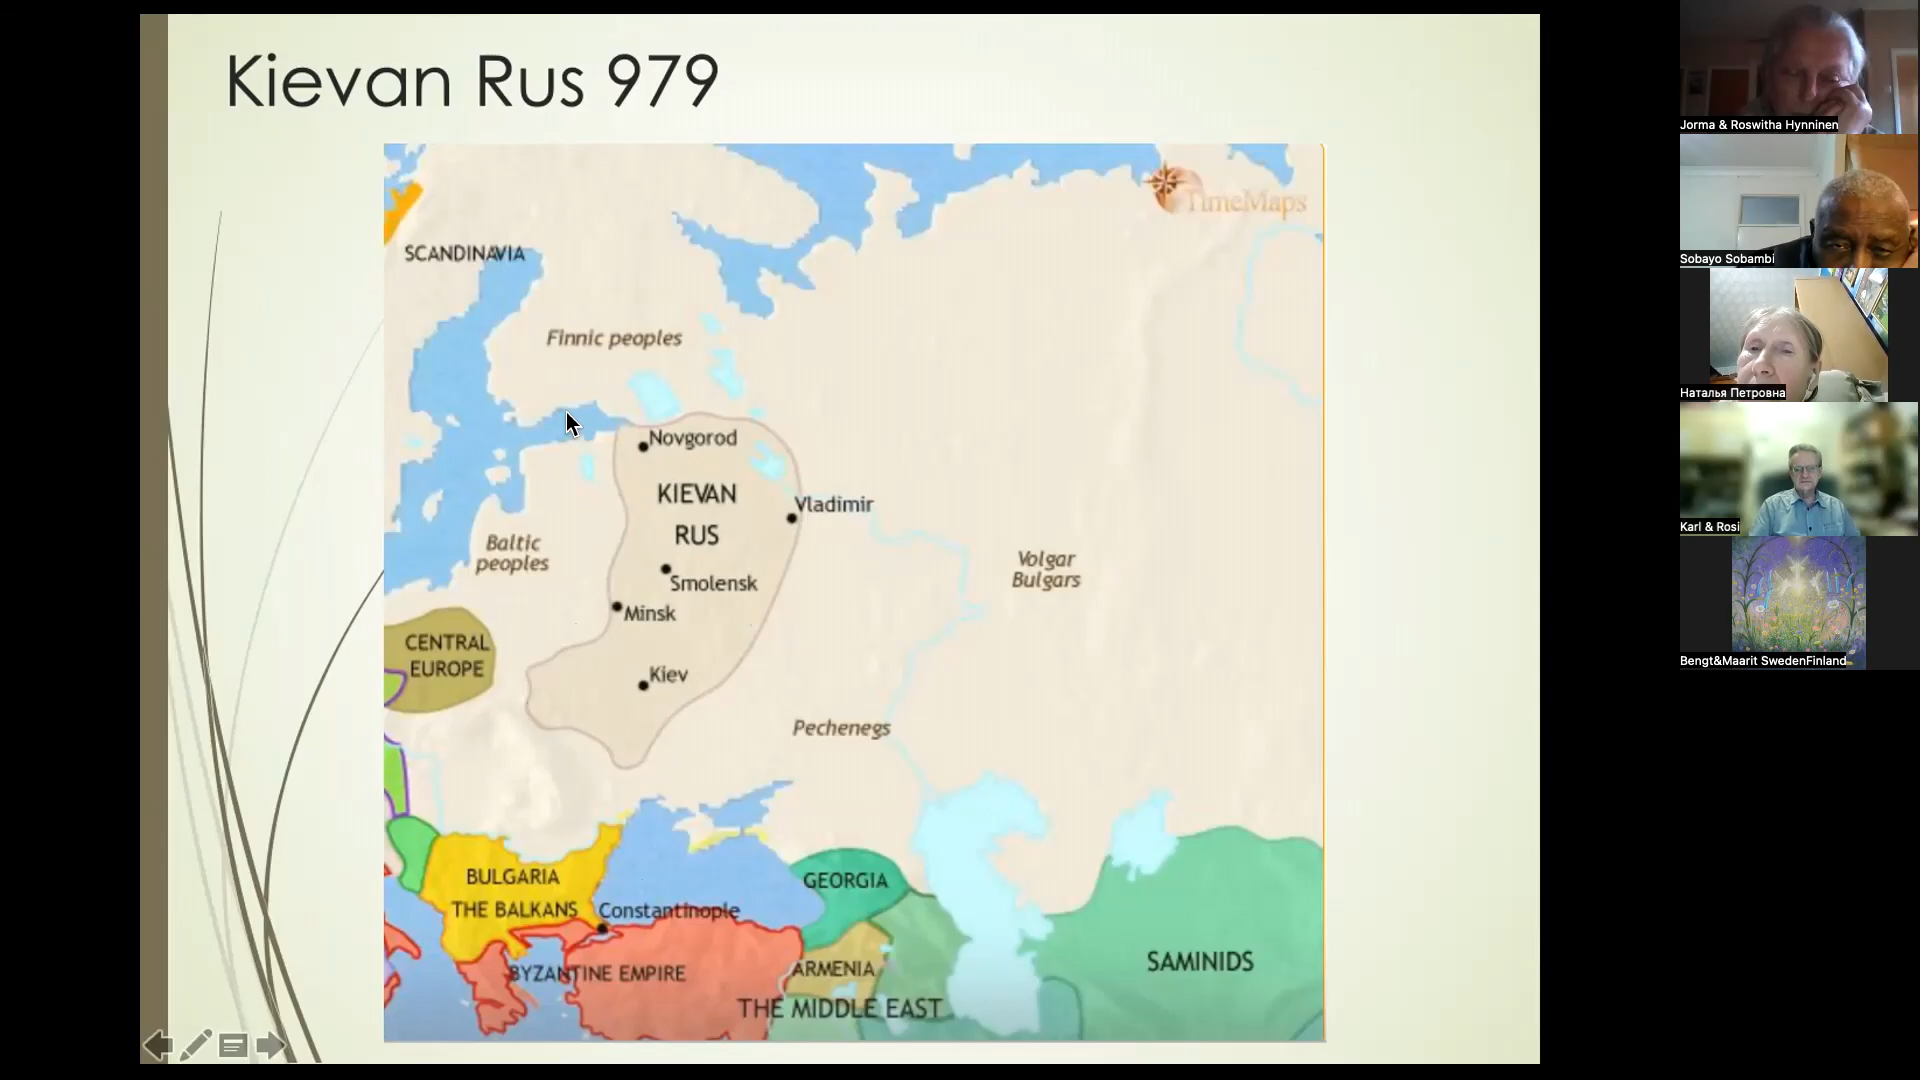 Kievan Rus 979
TimeMaps
SCANDINAVIA
Finnic peoples
Novgorod
KIEVAN
RUS
Vladimir
Baltic
peoples
Volgar
Bulgars
Smolensk
Minsk
CENTRAL
EUROPE
Kiev
Pechenegs
BULGARIA
THE BALKANS
Constantinople
GEORGIA
BYZANTINE EMPIRE
ARMENIA
SAMINIDS
THE MIDDLE EAST
Jorma & Roswitha Hynninen
Sobayo Sobambi
Наталья Петровна
Karl & Rosi
Bengt&Maarit SwedenFinland